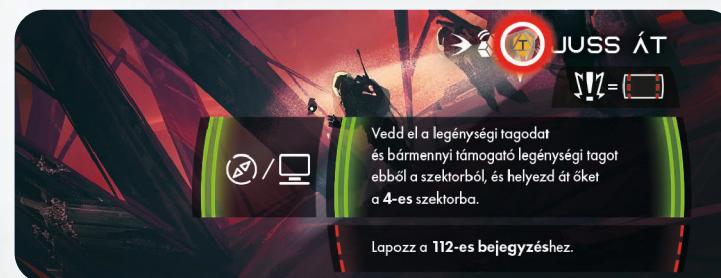 JUSS ÁT
Vedd el a legénységi tagodat
és bármennyi támogató legénységi tagot
ebből a szektorból, és helyezd át őket
a 4-es szektorba.
Lapozz a 112-es bejegyzéshez.